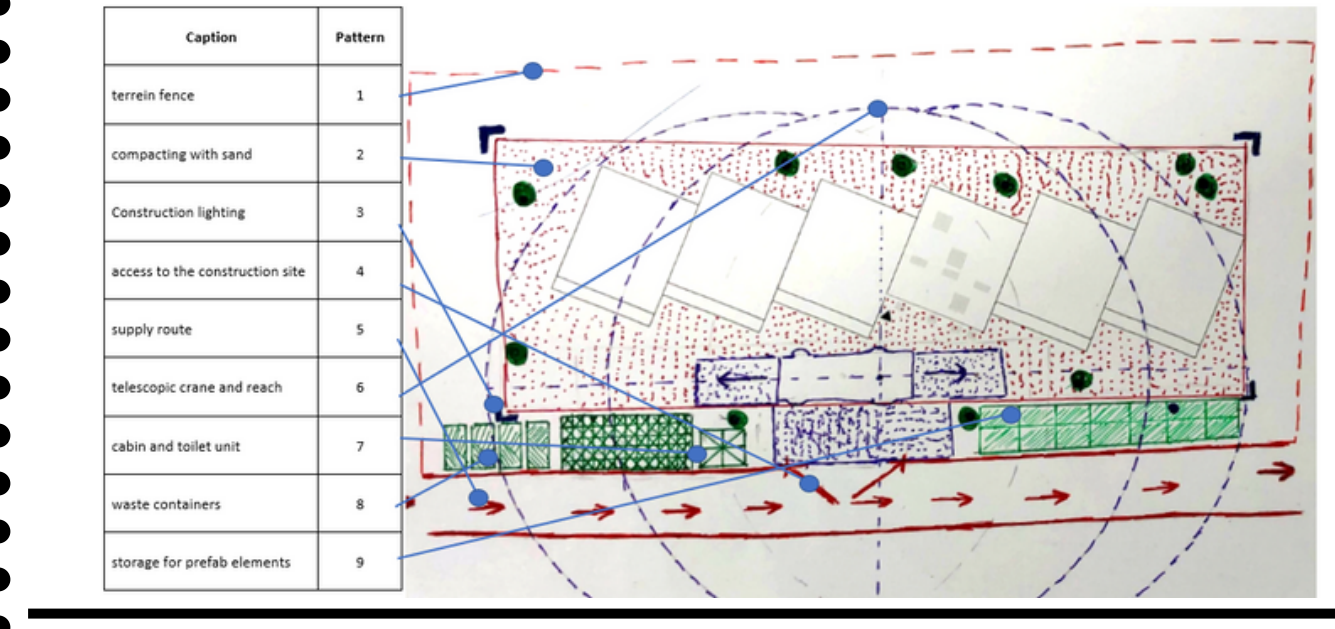 Caption Pattern
terrein fence 1
compacting with sand 2
Construction lighting 3
access to the construction site 4
supply route 5
telescopic crane and reach 6
cabin and toilet unit 7
waste containers 8
storage for prefab elements 9